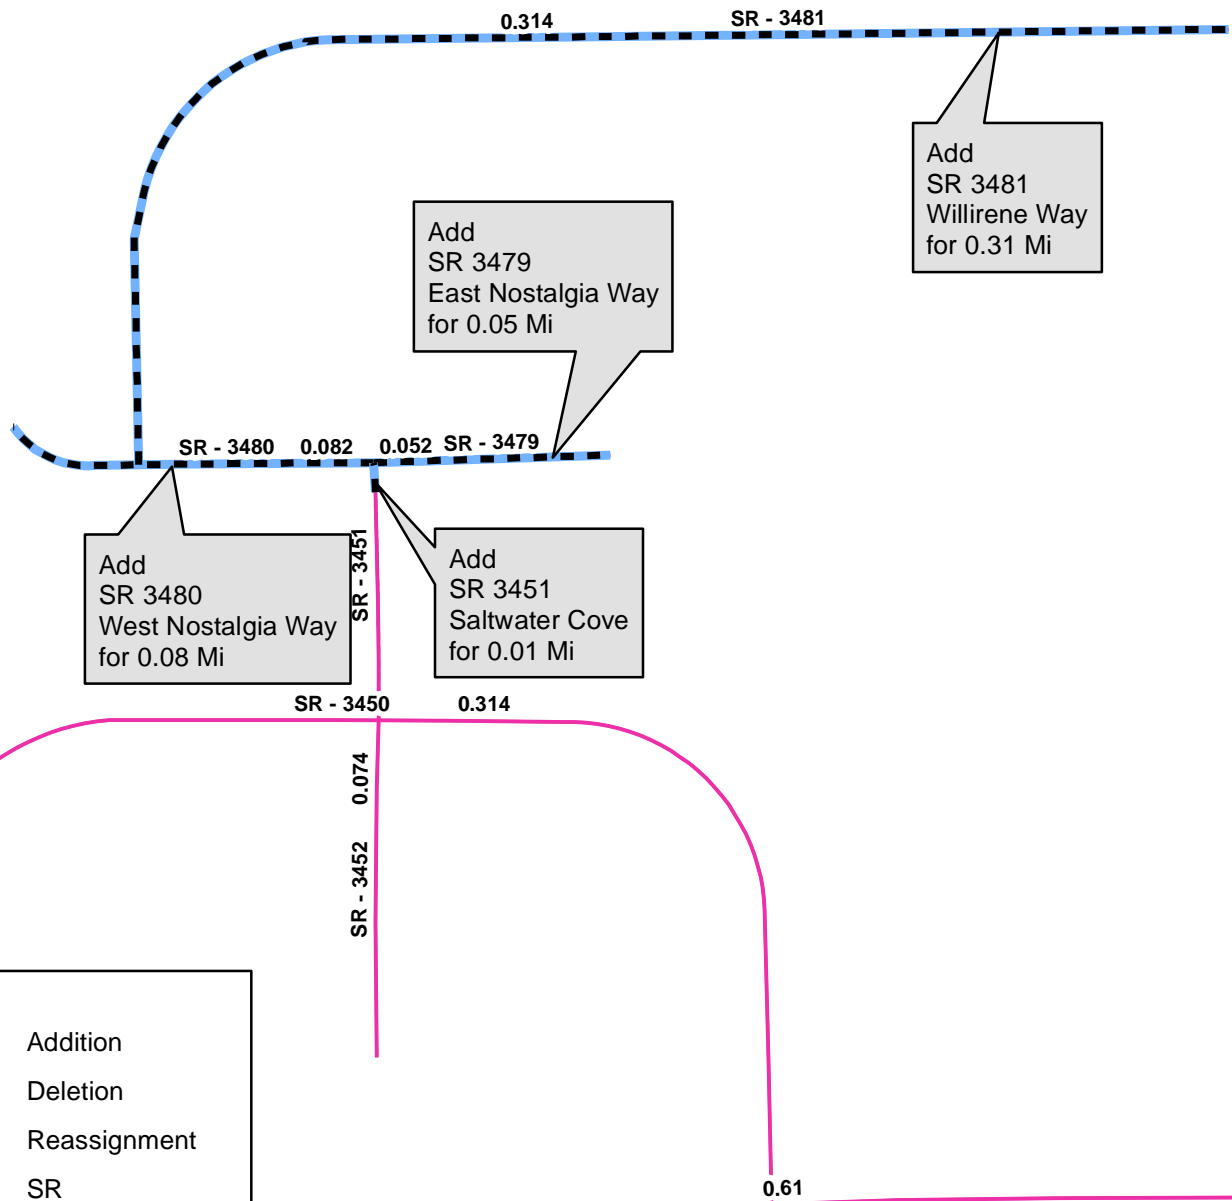 0.314 SR - 3481
Add
SR 3481
Willirene Way
for 0.31 Mi
Add
SR 3479
East Nostalgia Way
for 0.05 Mi
SR - 3480 0.082 0.052 SR - 3479
Add
SR 3480
West Nostalgia Way
for 0.08 Mi
SR - 3451
Add
SR 3451
Saltwater Cove
for 0.01 Mi
SR - 3450 0.314
SR - 3452 0.074
Addition
Deletion
Reassignment
SR
0.61